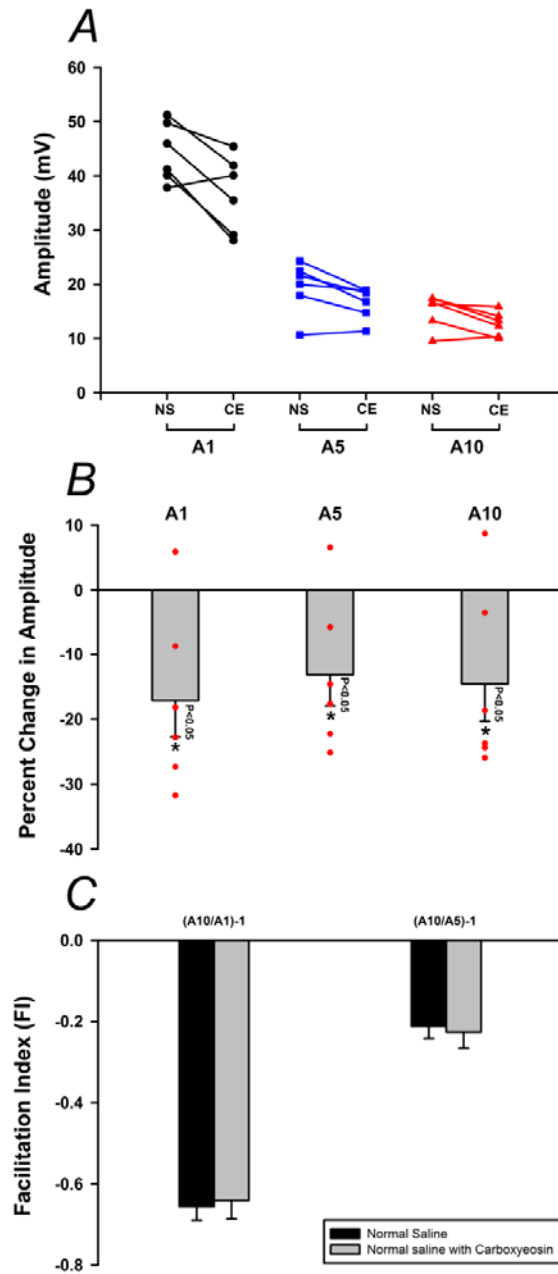 A
Amplitude (mV)
60
50
40
30
20
10
0
NS CE NS CE NS CE
A1 A5 A10
B
A1 A5 A10
Percent Change in Amplitude
10
0
-10
-20
-30
-40
P<0.05
*
P<0.05
*
P<0.05
*
C
(A10/A1)-1 (A10/A5)-1
Facilitation Index (FI)
0.0
-0.2
-0.4
-0.6
-0.8
Normal Saline
Normal saline with Carboxyeosin